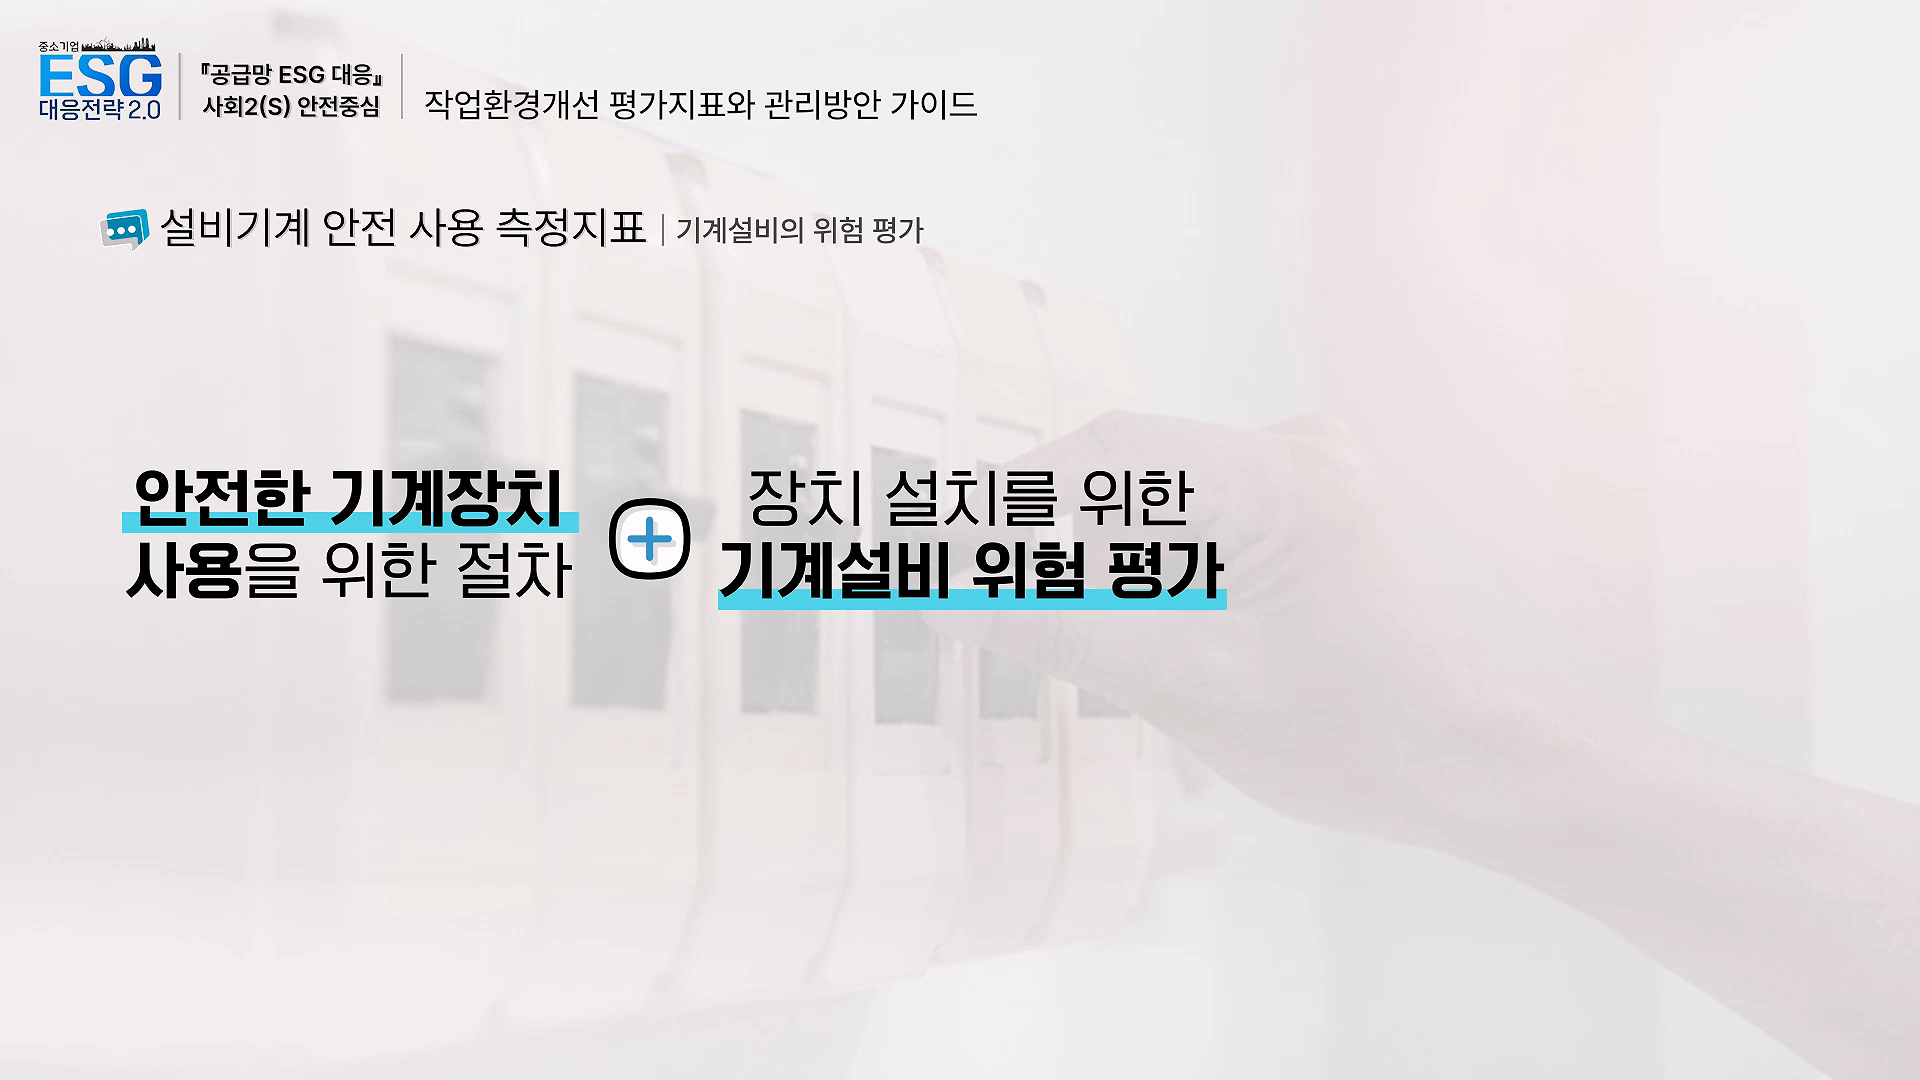 중소기업
ESG
대응전략 2.0
『공급망 ESG 대응』
사회2(S) 안전중심
작업환경개선 평가지표와 관리방안 가이드
설비기계 안전 사용 측정지표
기계설비의 위험 평가
안전한 기계장치
사용을 위한 절차
+
장치 설치를 위한
기계설비 위험 평가